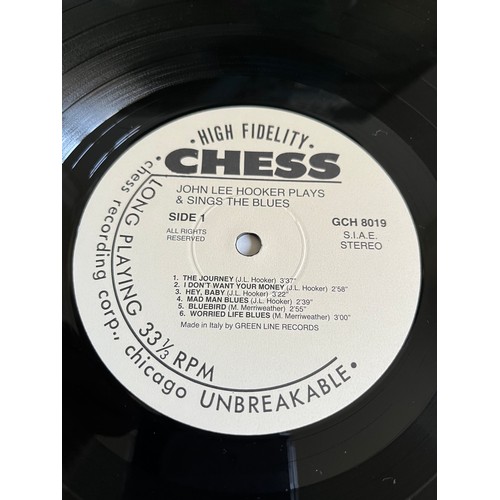 • HIGH FIDELITY •
CHESS
JOHN LEE HOOKER PLAYS
& SINGS THE BLUES
SIDE 1
GCH 8019
ALL RIGHTS
RESERVED
S.I.A.E.
STEREO
1. THE JOURNEY (J.L. Hooker) 3'37"
2. I DON'T WANT YOUR MONEY (J.L. Hooker) 2'58"
3. HEY, BABY (J.L. Hooker) 3'22"
4. MAD MAN BLUES (J.L. Hooker) 2'39"
5. BLUEBIRD (M. Merriweather) 2'55"
6. WORRIED LIFE BLUES (M. Merriweather) 3'00"
Made in Italy by GREEN LINE RECORDS
• LONG PLAYING 33⅓ RPM
• chess recording corp., chicago UNBREAKABLE •